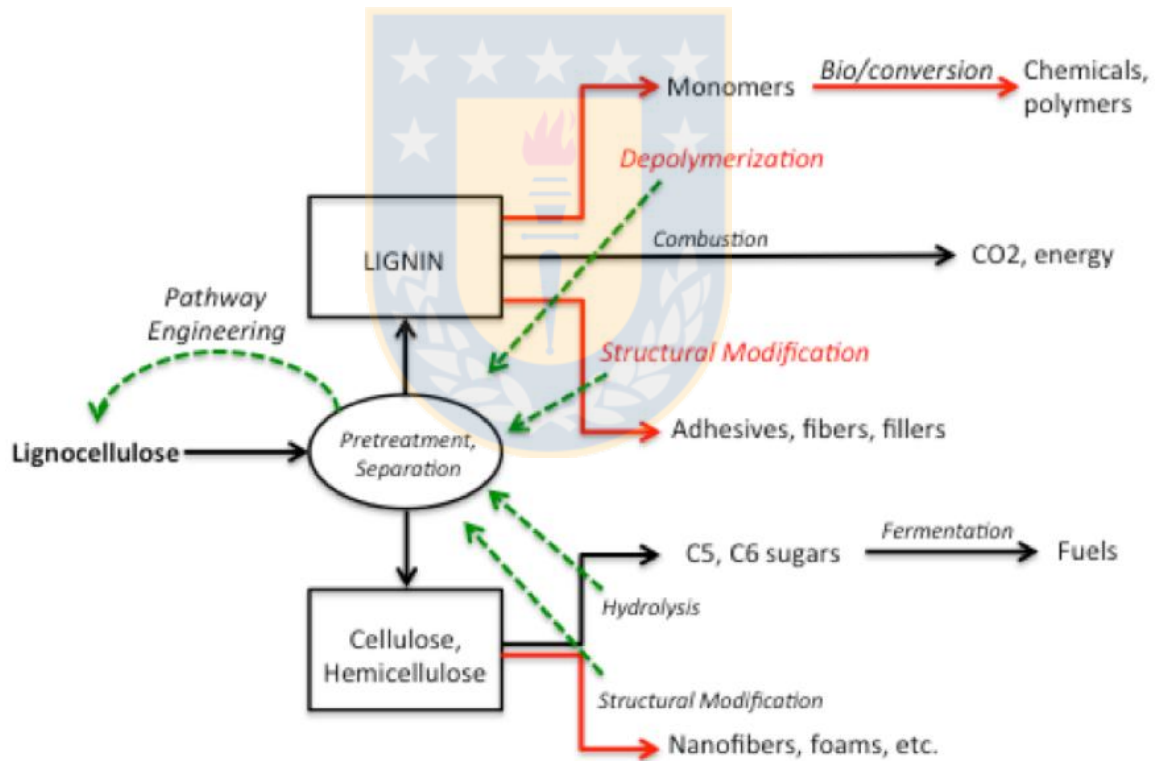 Monomers
Bio/conversion
Chemicals,
polymers
Depolymerization
LIGNIN
Combustion
CO2, energy
Pathway
Engineering
Structural Modification
Lignocellulose
Pretreatment,
Separation
Adhesives, fibers, fillers
C5, C6 sugars
Fermentation
Fuels
Hydrolysis
Cellulose,
Hemicellulose
Structural Modification
Nanofibers, foams, etc.